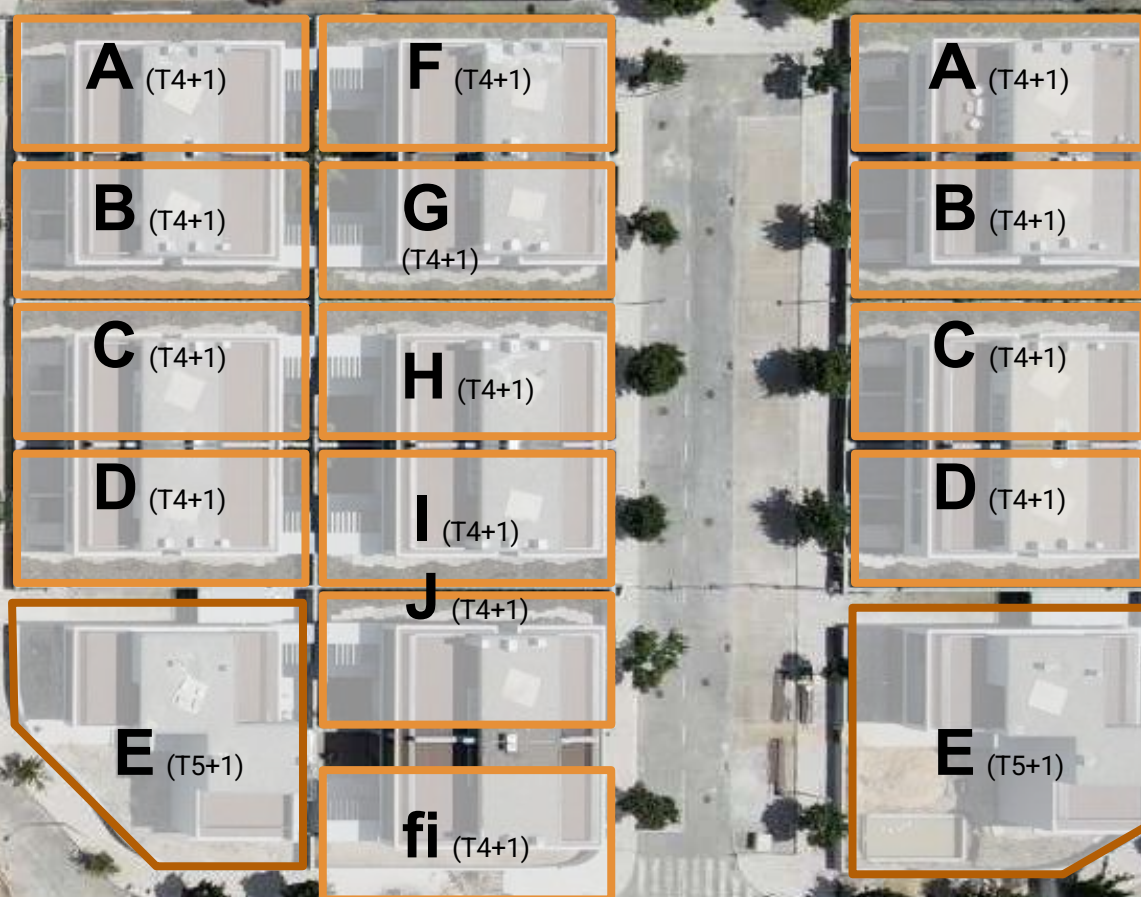 A (T4+1)
F (T4+1)
A (T4+1)
B (T4+1)
G
(T4+1)
B (T4+1)
C (T4+1)
H (T4+1)
C (T4+1)
D (T4+1)
I (T4+1)
D (T4+1)
J (T4+1)
E (T5+1)
E (T5+1)
fi (T4+1)